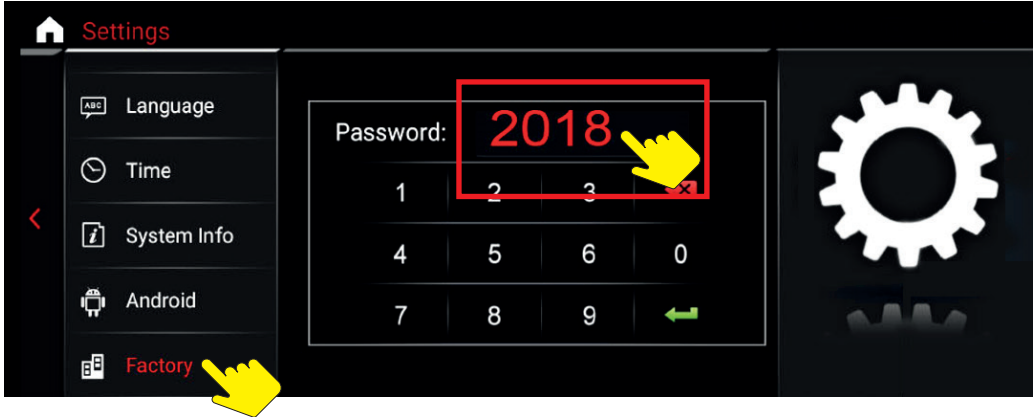 Settings
ABC Language
Time
i System Info
Android
Factory
Password: 2018
1 2 3
4 5 6 0
7 8 9